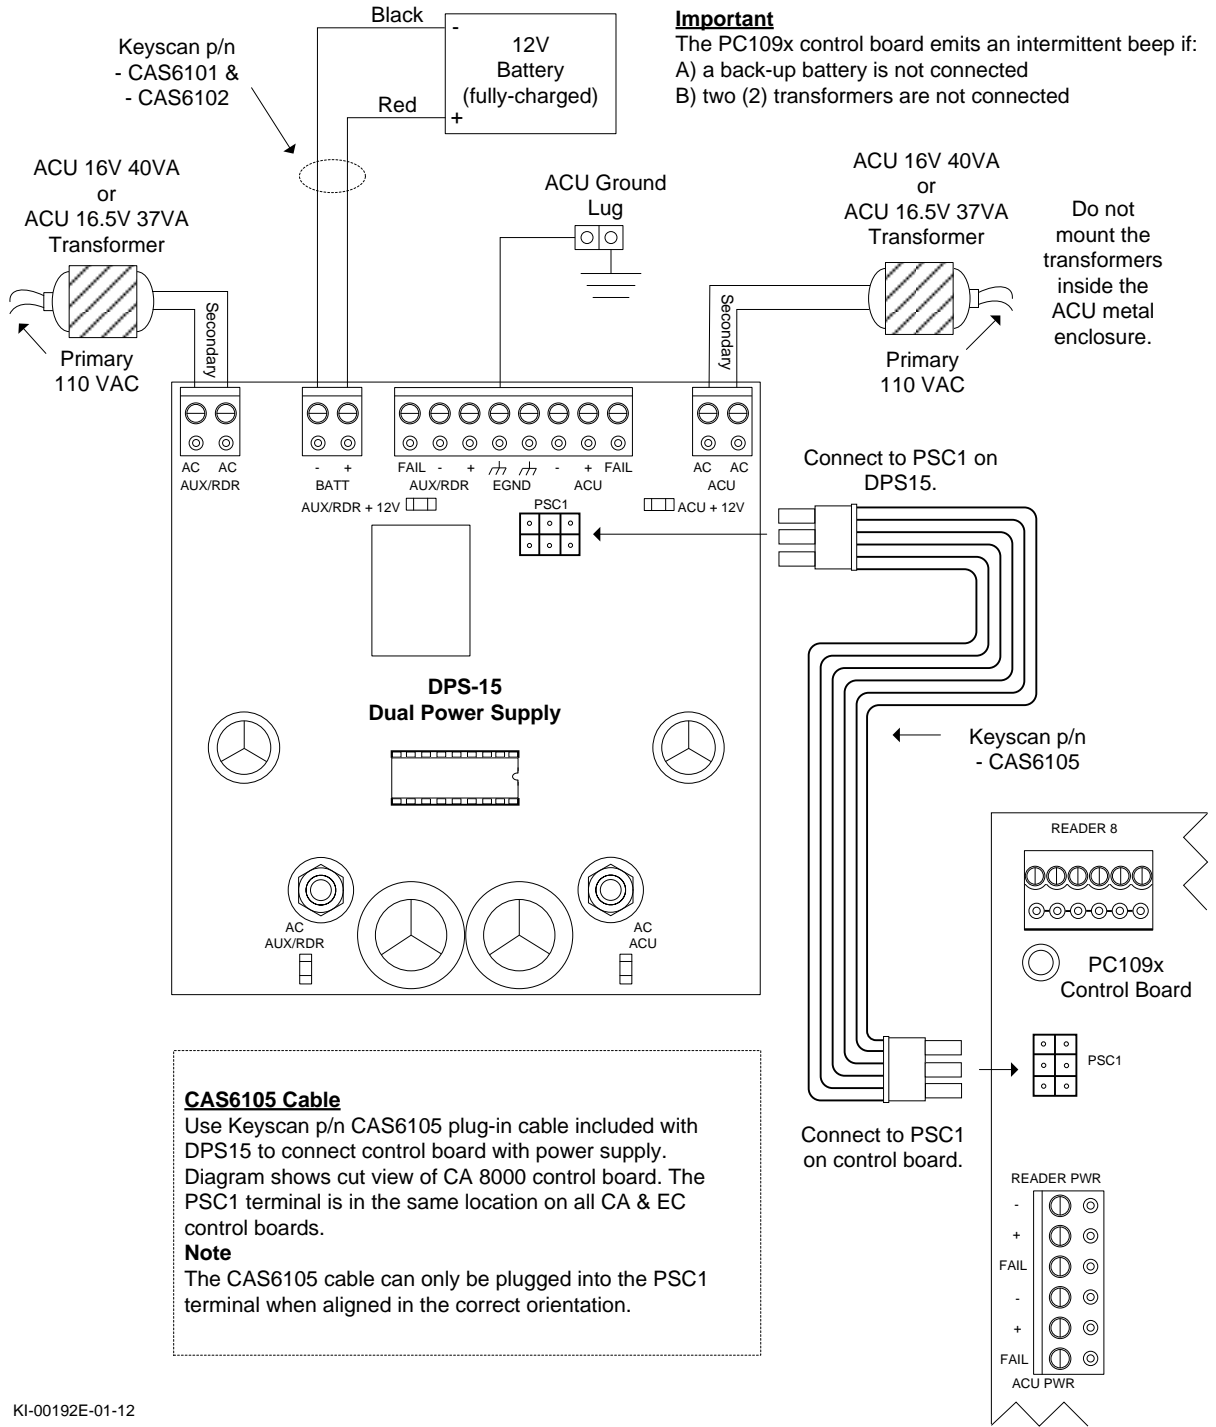 Black
Keyscan p/n
- CAS6101 &
- CAS6102
-
12V
Battery
(fully-charged)
Red
+
Important
The PC109x control board emits an intermittent beep if:
A) a back-up battery is not connected
B) two (2) transformers are not connected
ACU 16V 40VA
or
ACU 16.5V 37VA
Transformer
ACU Ground
Lug
ACU 16V 40VA
or
ACU 16.5V 37VA
Transformer
Do not
mount the
transformers
inside the
ACU metal
enclosure.
Secondary
Secondary
Primary
110 VAC
Primary
110 VAC
AC AC
AUX/RDR
- +
BATT
FAIL - + - + FAIL
AUX/RDR EGND ACU
AC AC
ACU
AUX/RDR + 12V
PSC1
ACU + 12V
Connect to PSC1 on
DPS15.
DPS-15
Dual Power Supply
Keyscan p/n
- CAS6105
AC
AUX/RDR
AC
ACU
READER 8
PC109x
Control Board
PSC1
Connect to PSC1
on control board.
READER PWR
-
+
FAIL
-
+
FAIL
ACU PWR
CAS6105 Cable
Use Keyscan p/n CAS6105 plug-in cable included with
DPS15 to connect control board with power supply.
Diagram shows cut view of CA 8000 control board. The
PSC1 terminal is in the same location on all CA & EC
control boards.
Note
The CAS6105 cable can only be plugged into the PSC1
terminal when aligned in the correct orientation.
KI-00192E-01-12